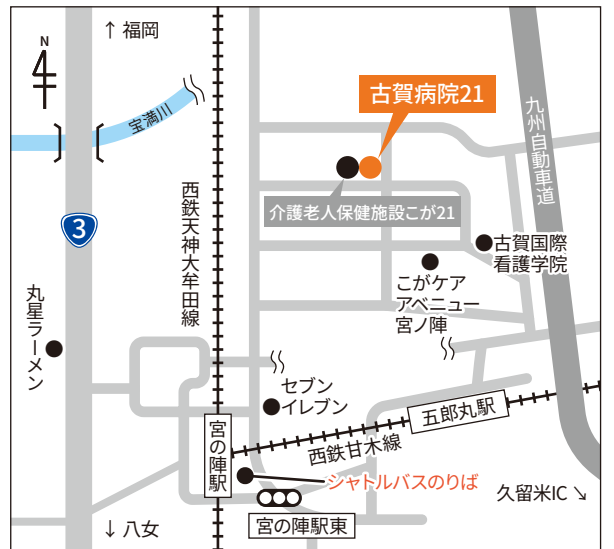 ↑ 福岡
N
宝満川
古賀病院21
九州自動車道
3
介護老人保健施設こが21
西鉄天神大牟田線
古賀国際
看護学院
こがケア
アベニュー
宮ノ陣
丸星ラーメン
セブン
イレブン
五郎丸駅
西鉄甘木線
宮の陣駅
シャトルバスのりば
久留米IC ↘
↓ 八女
宮の陣駅東